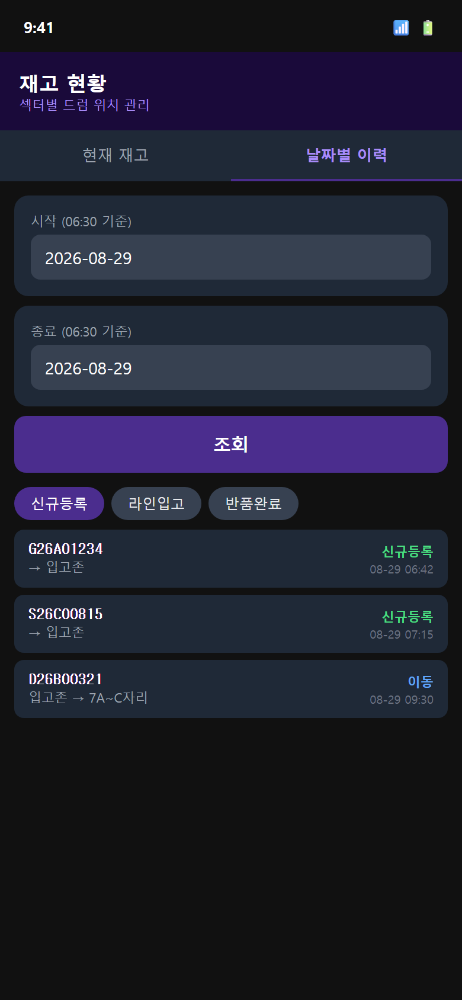 9:41
재고 현황
섹터별 드럼 위치 관리
현재 재고
날짜별 이력
시작 (06:30 기준)
2026-08-29
종료 (06:30 기준)
2026-08-29
조회
신규등록
라인입고
반품완료
G26A01234
신규등록
→ 입고존
08-29 06:42
S26C00815
신규등록
→ 입고존
08-29 07:15
D26B00321
이동
입고존 → 7A~C자리
08-29 09:30